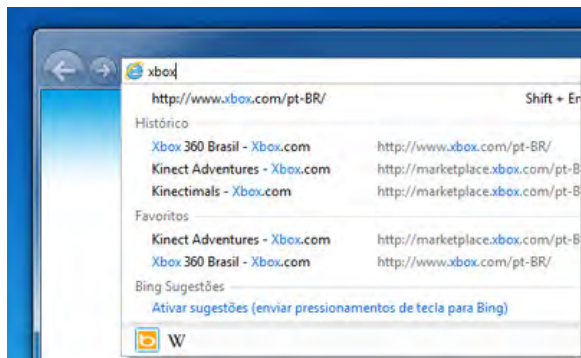 xbox
http://www.xbox.com/pt-BR/ Shift + En
Histórico
Xbox 360 Brasil - Xbox.com http://www.xbox.com/pt-BR/
Kinect Adventures - Xbox.com http://marketplace.xbox.com/pt-B
Kinectimals - Xbox.com http://marketplace.xbox.com/pt-B
Favoritos
Kinect Adventures - Xbox.com http://marketplace.xbox.com/pt-B
Xbox 360 Brasil - Xbox.com http://www.xbox.com/pt-BR/
Bing Sugestões
Ativar sugestões (enviar pressionamentos de tecla para Bing)
W